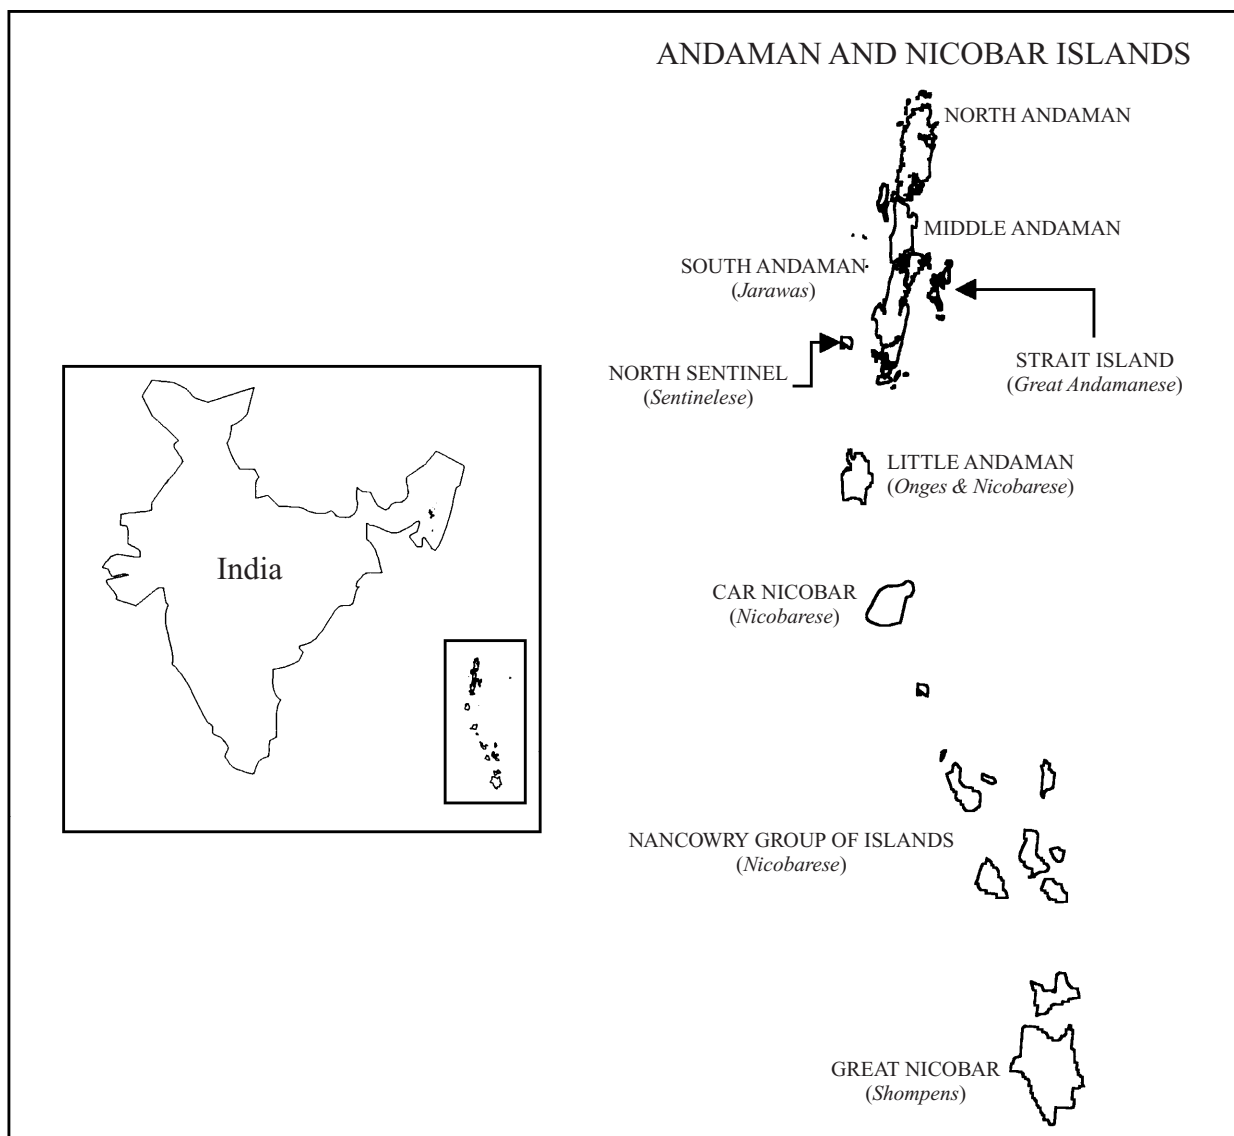 ANDAMAN AND NICOBAR ISLANDS
NORTH ANDAMAN
MIDDLE ANDAMAN
SOUTH ANDAMAN
(Jarawas)
STRAIT ISLAND
(Great Andamanese)
NORTH SENTINEL
(Sentinelese)
LITTLE ANDAMAN
(Onges & Nicobarese)
India
CAR NICOBAR
(Nicobarese)
NANCOWRY GROUP OF ISLANDS
(Nicobarese)
GREAT NICOBAR
(Shompens)